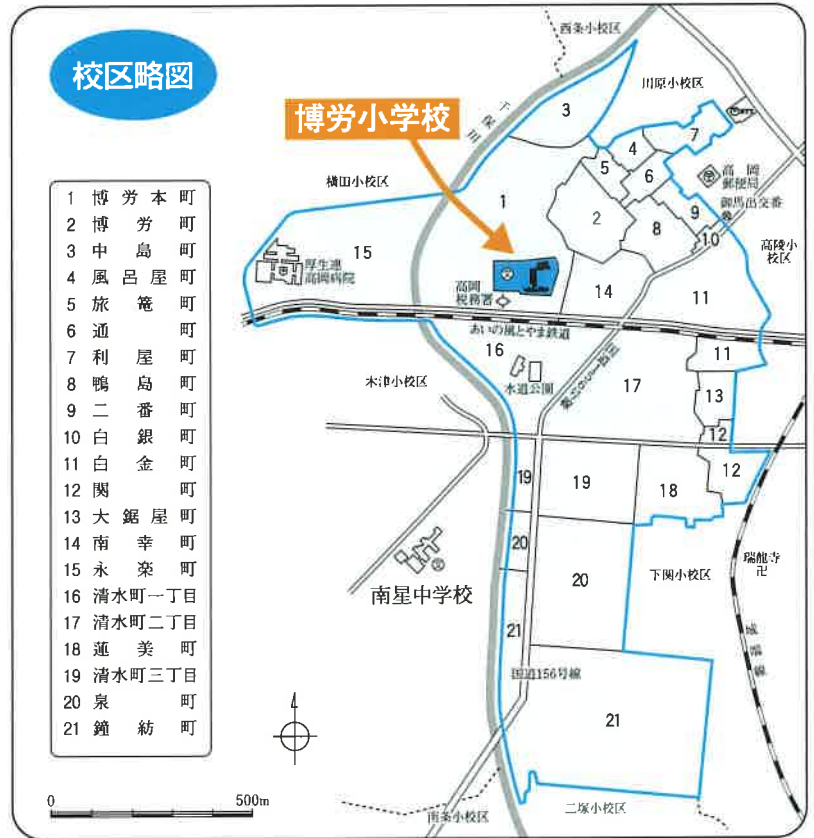 校区略図
博労小学校
西条小校区
川原小校区
千保川
3
7
4
5
6
高岡
郵便局
横田小校区
1
2
9
御馬出交番
8
10
高陵小
校区
15
厚生連
高岡病院
高岡
税務署
14
11
あいの風とやま鉄道
16
水道公園
木津小校区
17
11
13
12
12
19
19
18
20
20
下関小校区
瑞龍寺
卍
南星中学校
城端線
21
国道156号線
21
南条小校区
二塚小校区
1 博労本町
2 博労町
3 中島町
4 風呂屋町
5 旅篭町
6 通町
7 利屋町
8 鴨島町
9 二番町
10 白銀町
11 白金町
12 関町
13 大鋸屋町
14 南幸町
15 永楽町
16 清水町一丁目
17 清水町二丁目
18 蓮美町
19 清水町三丁目
20 泉町
21 鐘紡町
4
0 500m